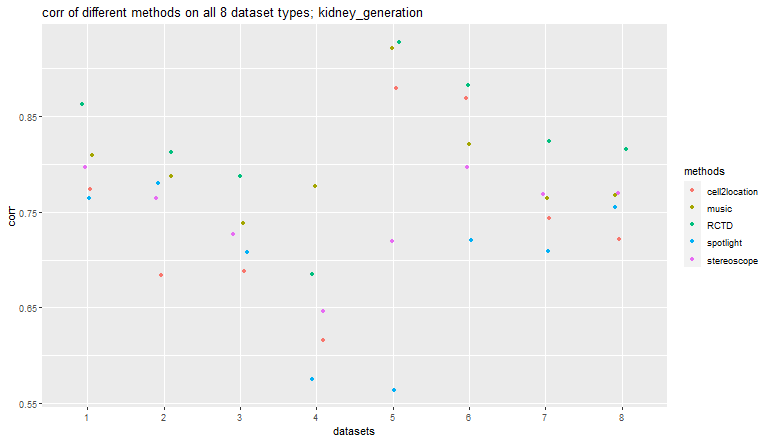 corr of different methods on all 8 dataset types; kidney_generation
corr
0.85
0.75
0.65
0.55
1 2 3 4 5 6 7 8
datasets
methods
cell2location
music
RCTD
spotlight
stereoscope